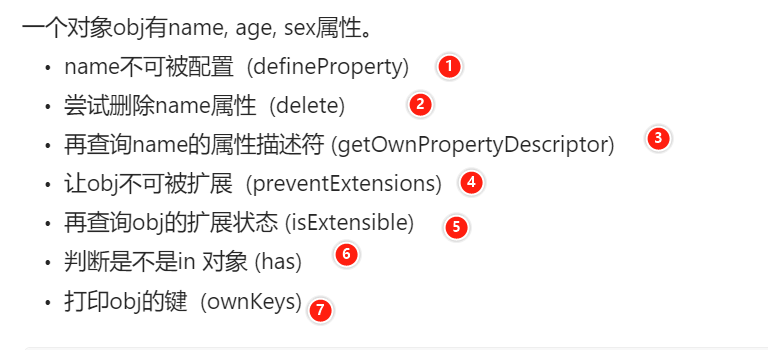 一个对象obj有name, age, sex属性。
• name不可被配置 (defineProperty) 1
• 尝试删除name属性 (delete) 2
• 再查询name的属性描述符 (getOwnPropertyDescriptor) 3
• 让obj不可被扩展 (preventExtensions) 4
• 再查询obj的扩展状态 (isExtensible) 5
• 判断是不是in 对象 (has) 6
• 打印obj的键 (ownKeys) 7